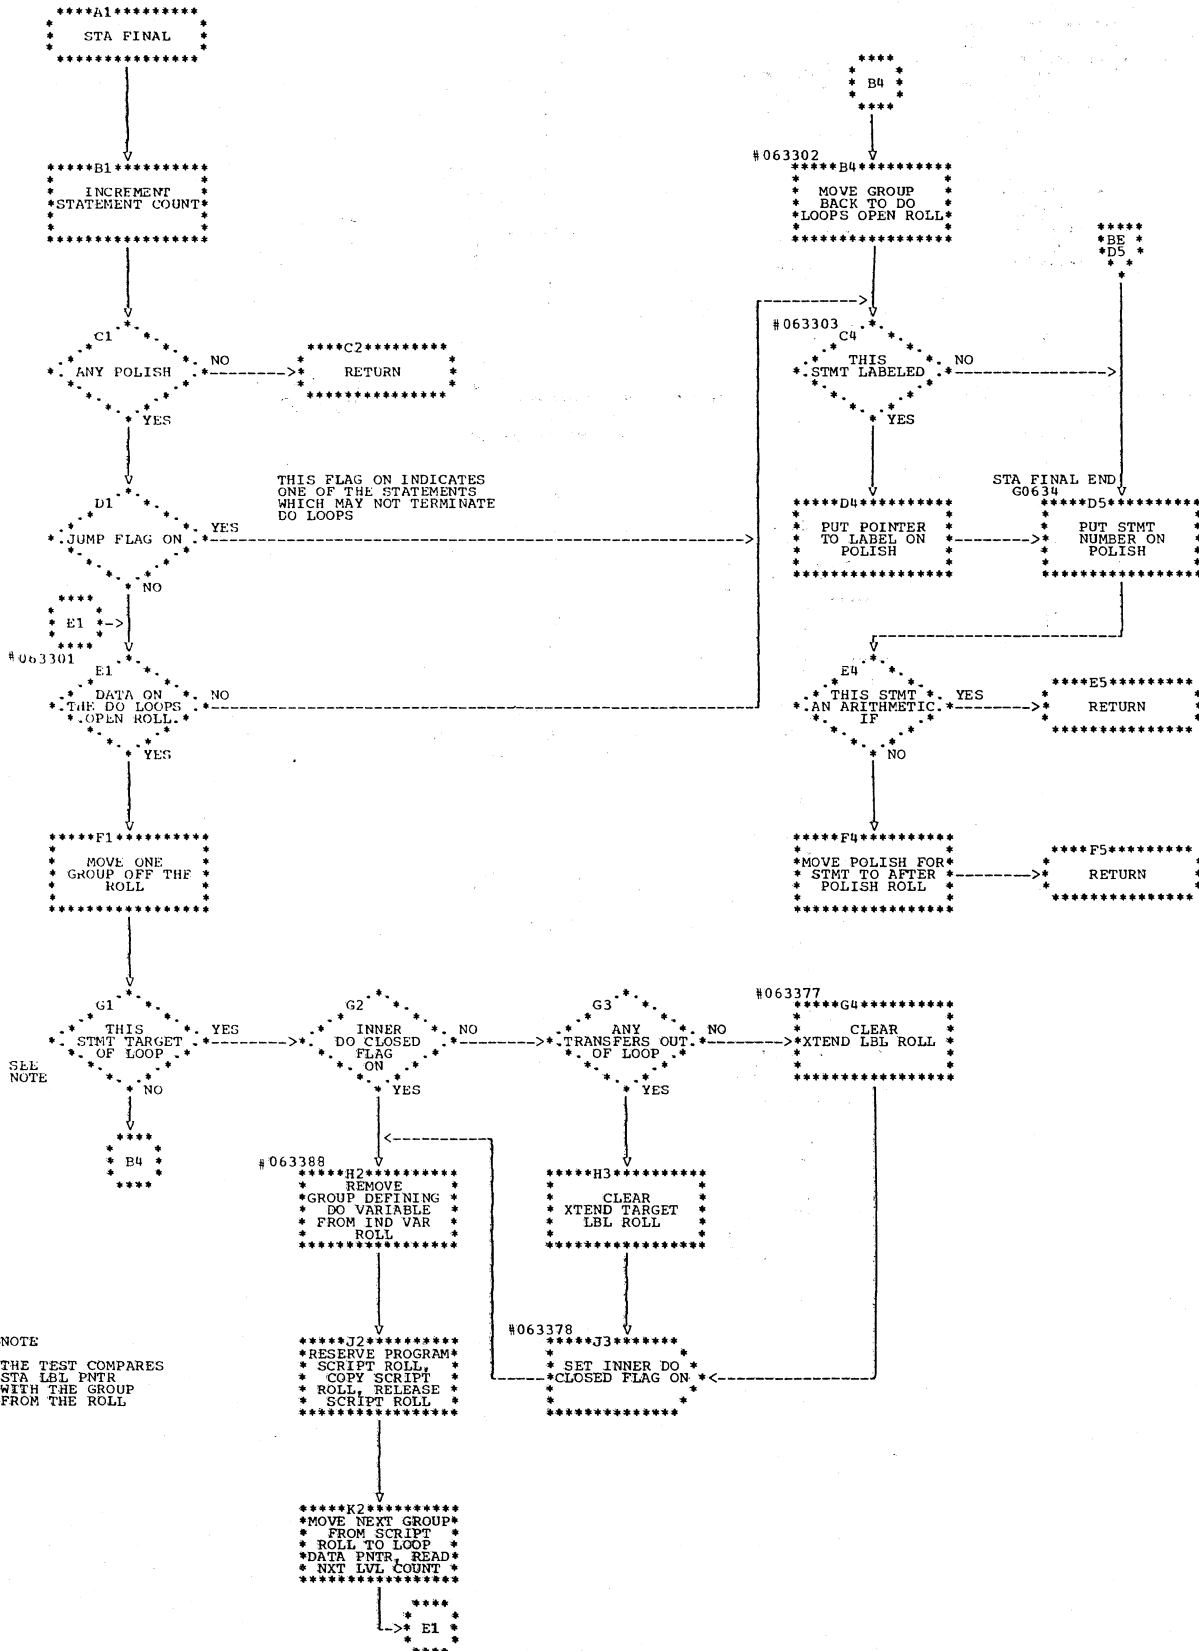 A1
STA FINAL
B4
B1
INCREMENT
STATEMENT COUNT
#063302
B4
MOVE GROUP
BACK TO DO
LOOPS OPEN ROLL
BE
D5
C1
ANY POLISH
NO
YES
C2
RETURN
#063303
C4
THIS
STMT LABELED
NO
YES
D1
JUMP FLAG ON
YES
NO
THIS FLAG ON INDICATES
ONE OF THE STATEMENTS
WHICH MAY NOT TERMINATE
DO LOOPS
D4
PUT POINTER
TO LABEL ON
POLISH
STA FINAL END
G0634
D5
PUT STMT
NUMBER ON
POLISH
E1
#063301
E1
DATA ON
THE DO LOOPS
OPEN ROLL
NO
YES
E4
THIS STMT
AN ARITHMETIC
IF
YES
NO
E5
RETURN
F1
MOVE ONE
GROUP OFF THE
ROLL
F4
MOVE POLISH FOR
STMT TO AFTER
POLISH ROLL
F5
RETURN
G1
THIS
STMT TARGET
OF LOOP
YES
NO
SEE
NOTE
G2
INNER
DO CLOSED
FLAG
ON
NO
YES
G3
ANY
TRANSFERS OUT
OF LOOP
NO
YES
#063377
G4
CLEAR
XTEND LBL ROLL
B4
#063388
H2
REMOVE
GROUP DEFINING
DO VARIABLE
FROM IND VAR
ROLL
H3
CLEAR
XTEND TARGET
LBL ROLL
NOTE
THE TEST COMPARES
STA LBL PNTR
WITH THE GROUP
FROM THE ROLL
J2
RESERVE PROGRAM
SCRIPT ROLL,
COPY SCRIPT
ROLL, RELEASE
SCRIPT ROLL
#063378
J3
SET INNER DO
CLOSED FLAG ON
K2
MOVE NEXT GROUP
FROM SCRIPT
ROLL TO LOOP
DATA PNTR, READ
NXT LVL COUNT
E1